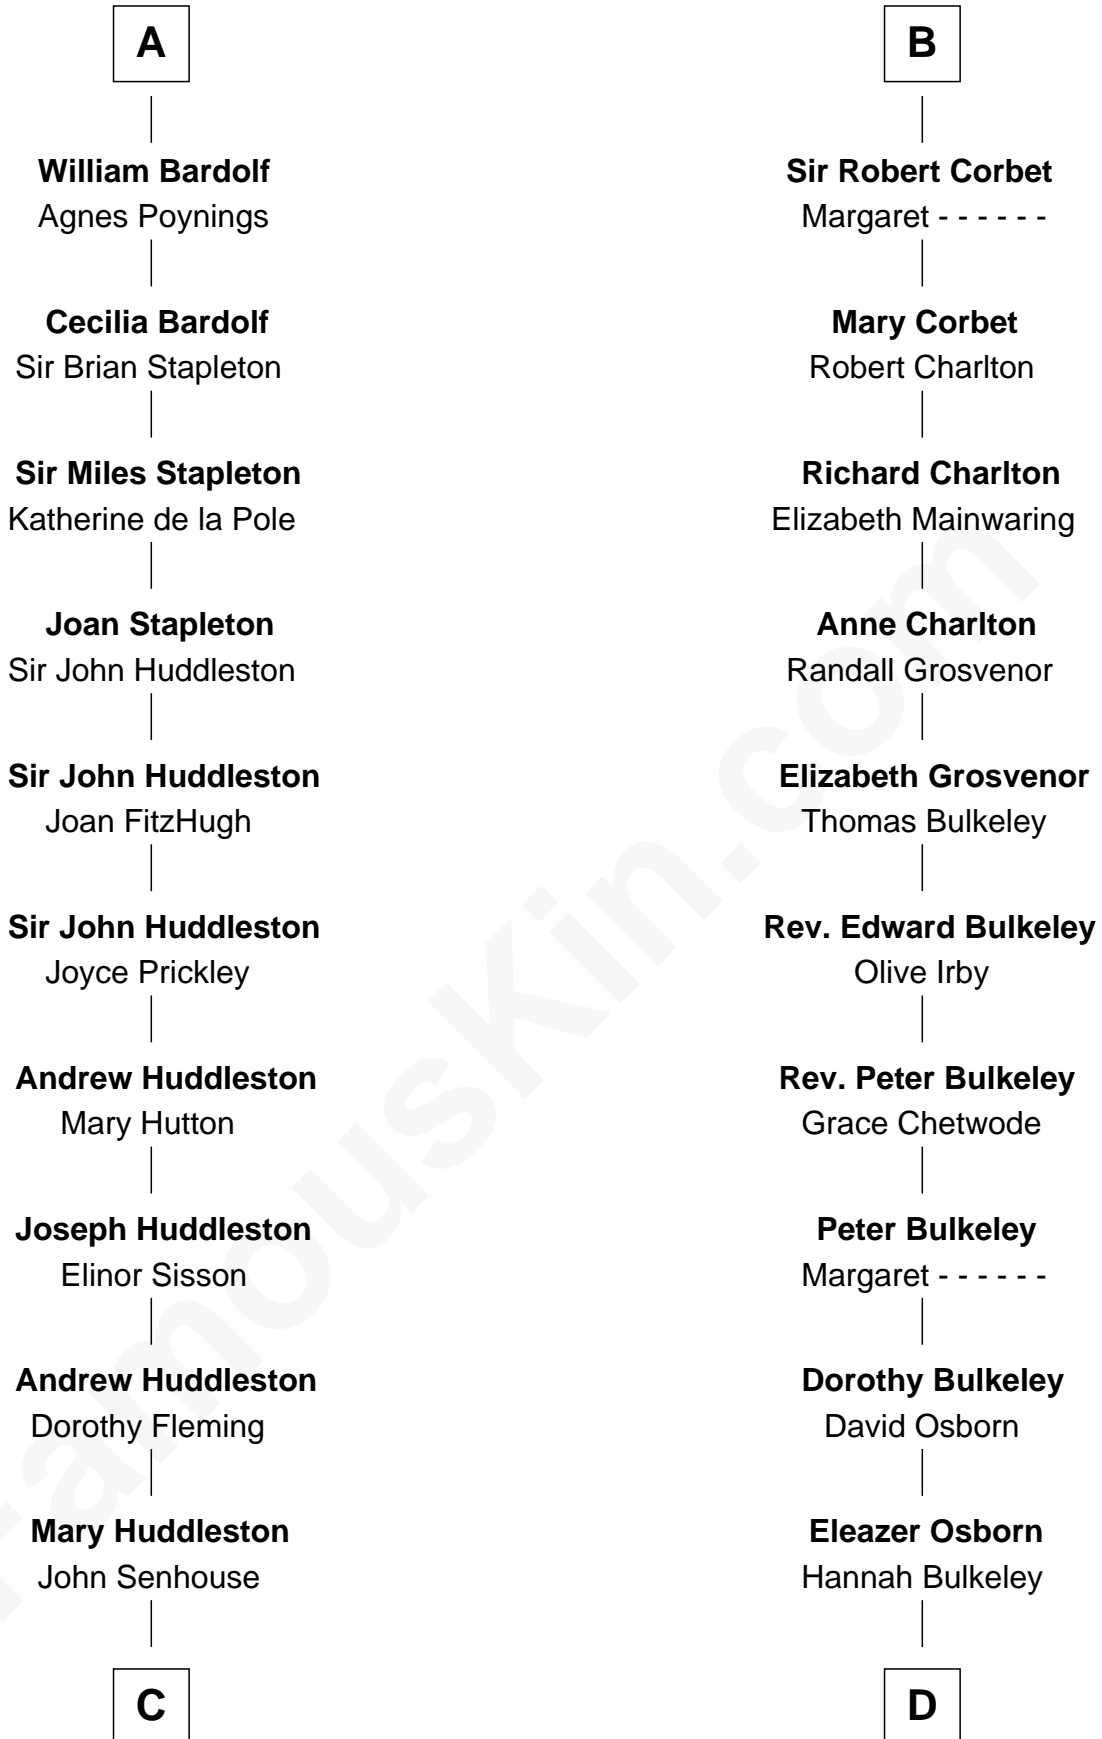 A
William Bardolf
Agnes Poynings
Cecilia Bardolf
Sir Brian Stapleton
Sir Miles Stapleton
Katherine de la Pole
Joan Stapleton
Sir John Huddleston
Sir John Huddleston
Joan FitzHugh
Sir John Huddleston
Joyce Prickley
Andrew Huddleston
Mary Hutton
Joseph Huddleston
Elinor Sisson
Andrew Huddleston
Dorothy Fleming
Mary Huddleston
John Senhouse
C
B
Sir Robert Corbet
Margaret - - - - - -
Mary Corbet
Robert Charlton
Richard Charlton
Elizabeth Mainwaring
Anne Charlton
Randall Grosvenor
Elizabeth Grosvenor
Thomas Bulkeley
Rev. Edward Bulkeley
Olive Irby
Rev. Peter Bulkeley
Grace Chetwode
Peter Bulkeley
Margaret - - - - - -
Dorothy Bulkeley
David Osborn
Eleazer Osborn
Hannah Bulkeley
D
FamousKin.com